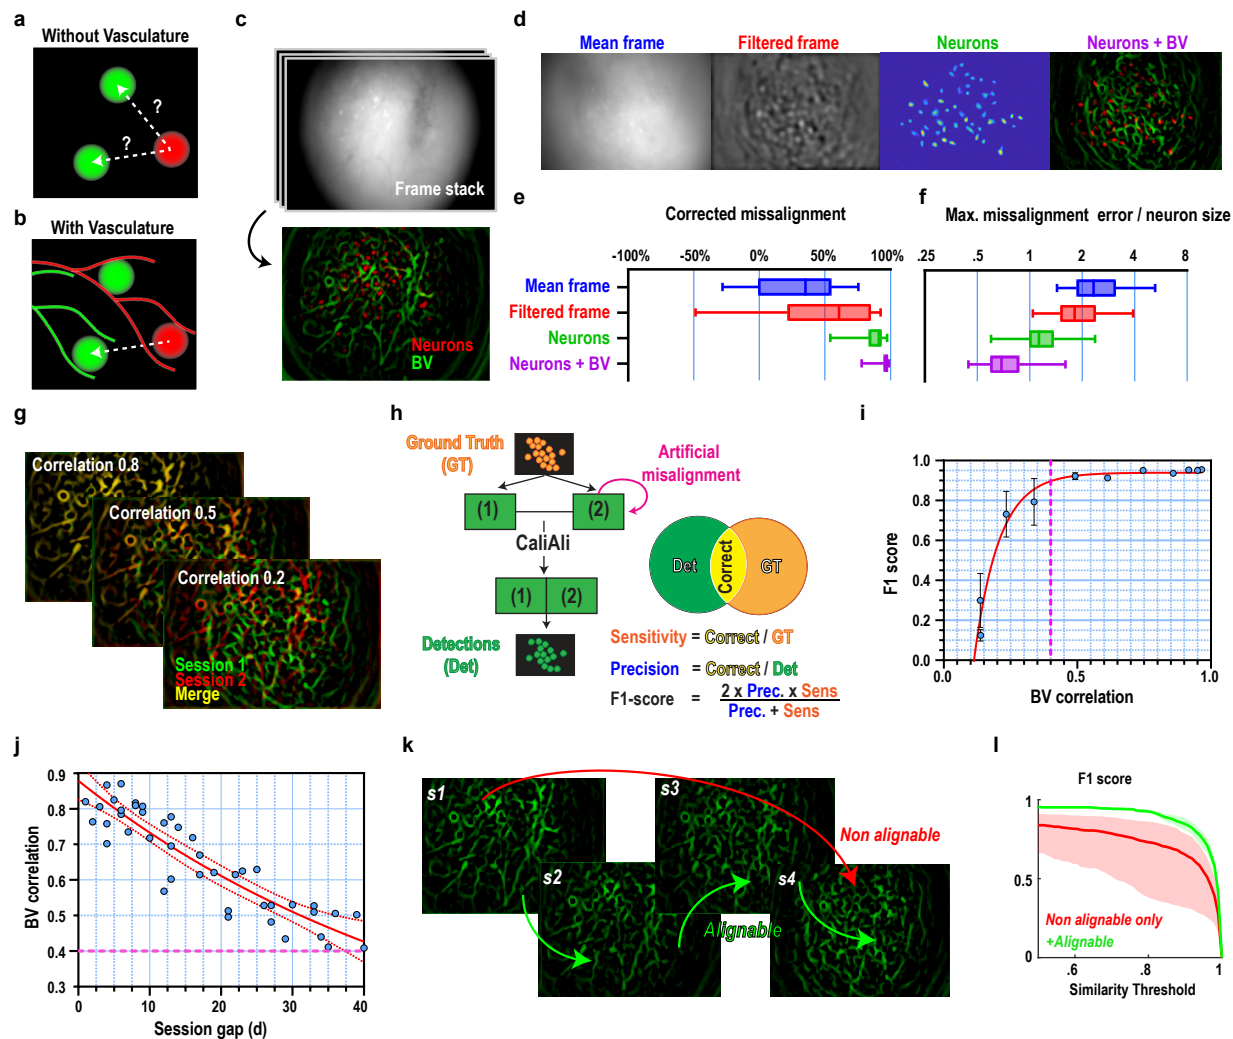 a
Without Vasculature
?
?
b
With Vasculature
c
Frame stack
Neurons
BV
d
Mean frame
Filtered frame
Neurons
Neurons + BV
e
Corrected missalignment
-100%
-50%
0%
50%
100%
Mean frame
Filtered frame
Neurons
Neurons + BV
f
Max. missalignment error / neuron size
.25
.5
1
2
4
8
g
Correlation 0.8
Correlation 0.5
Correlation 0.2
Session 1
Session 2
Merge
h
Ground Truth
(GT)
Artificial
misalignment
(1)
(2)
CaliAli
(1)
(2)
Detections
(Det)
Det
Correct
GT
Sensitivity = Correct / GT
Precision = Correct / Det
F1-score = 2 x Prec. x Sens
Prec. + Sens
i
F1 score
1.0
0.8
0.6
0.4
0.2
0.0
0.0
0.5
1.0
BV correlation
j
BV correlation
0.9
0.8
0.7
0.6
0.5
0.4
0.3
0
10
20
30
40
Session gap (d)
k
s1
s2
s3
s4
Non alignable
Alignable
l
F1 score
1
0.5
0
Non alignable only
+Alignable
.6
.8
1
Similarity Threshold